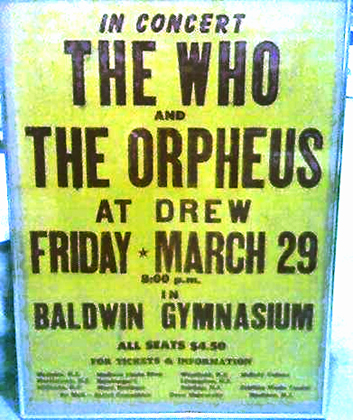 IN CONCERT
THE WHO
AND
THE ORPHEUS
AT DREW
FRIDAY ★ MARCH 29
8:00 p.m.
IN
BALDWIN GYMNASIUM
ALL SEATS $4.50
FOR TICKETS & INFORMATION